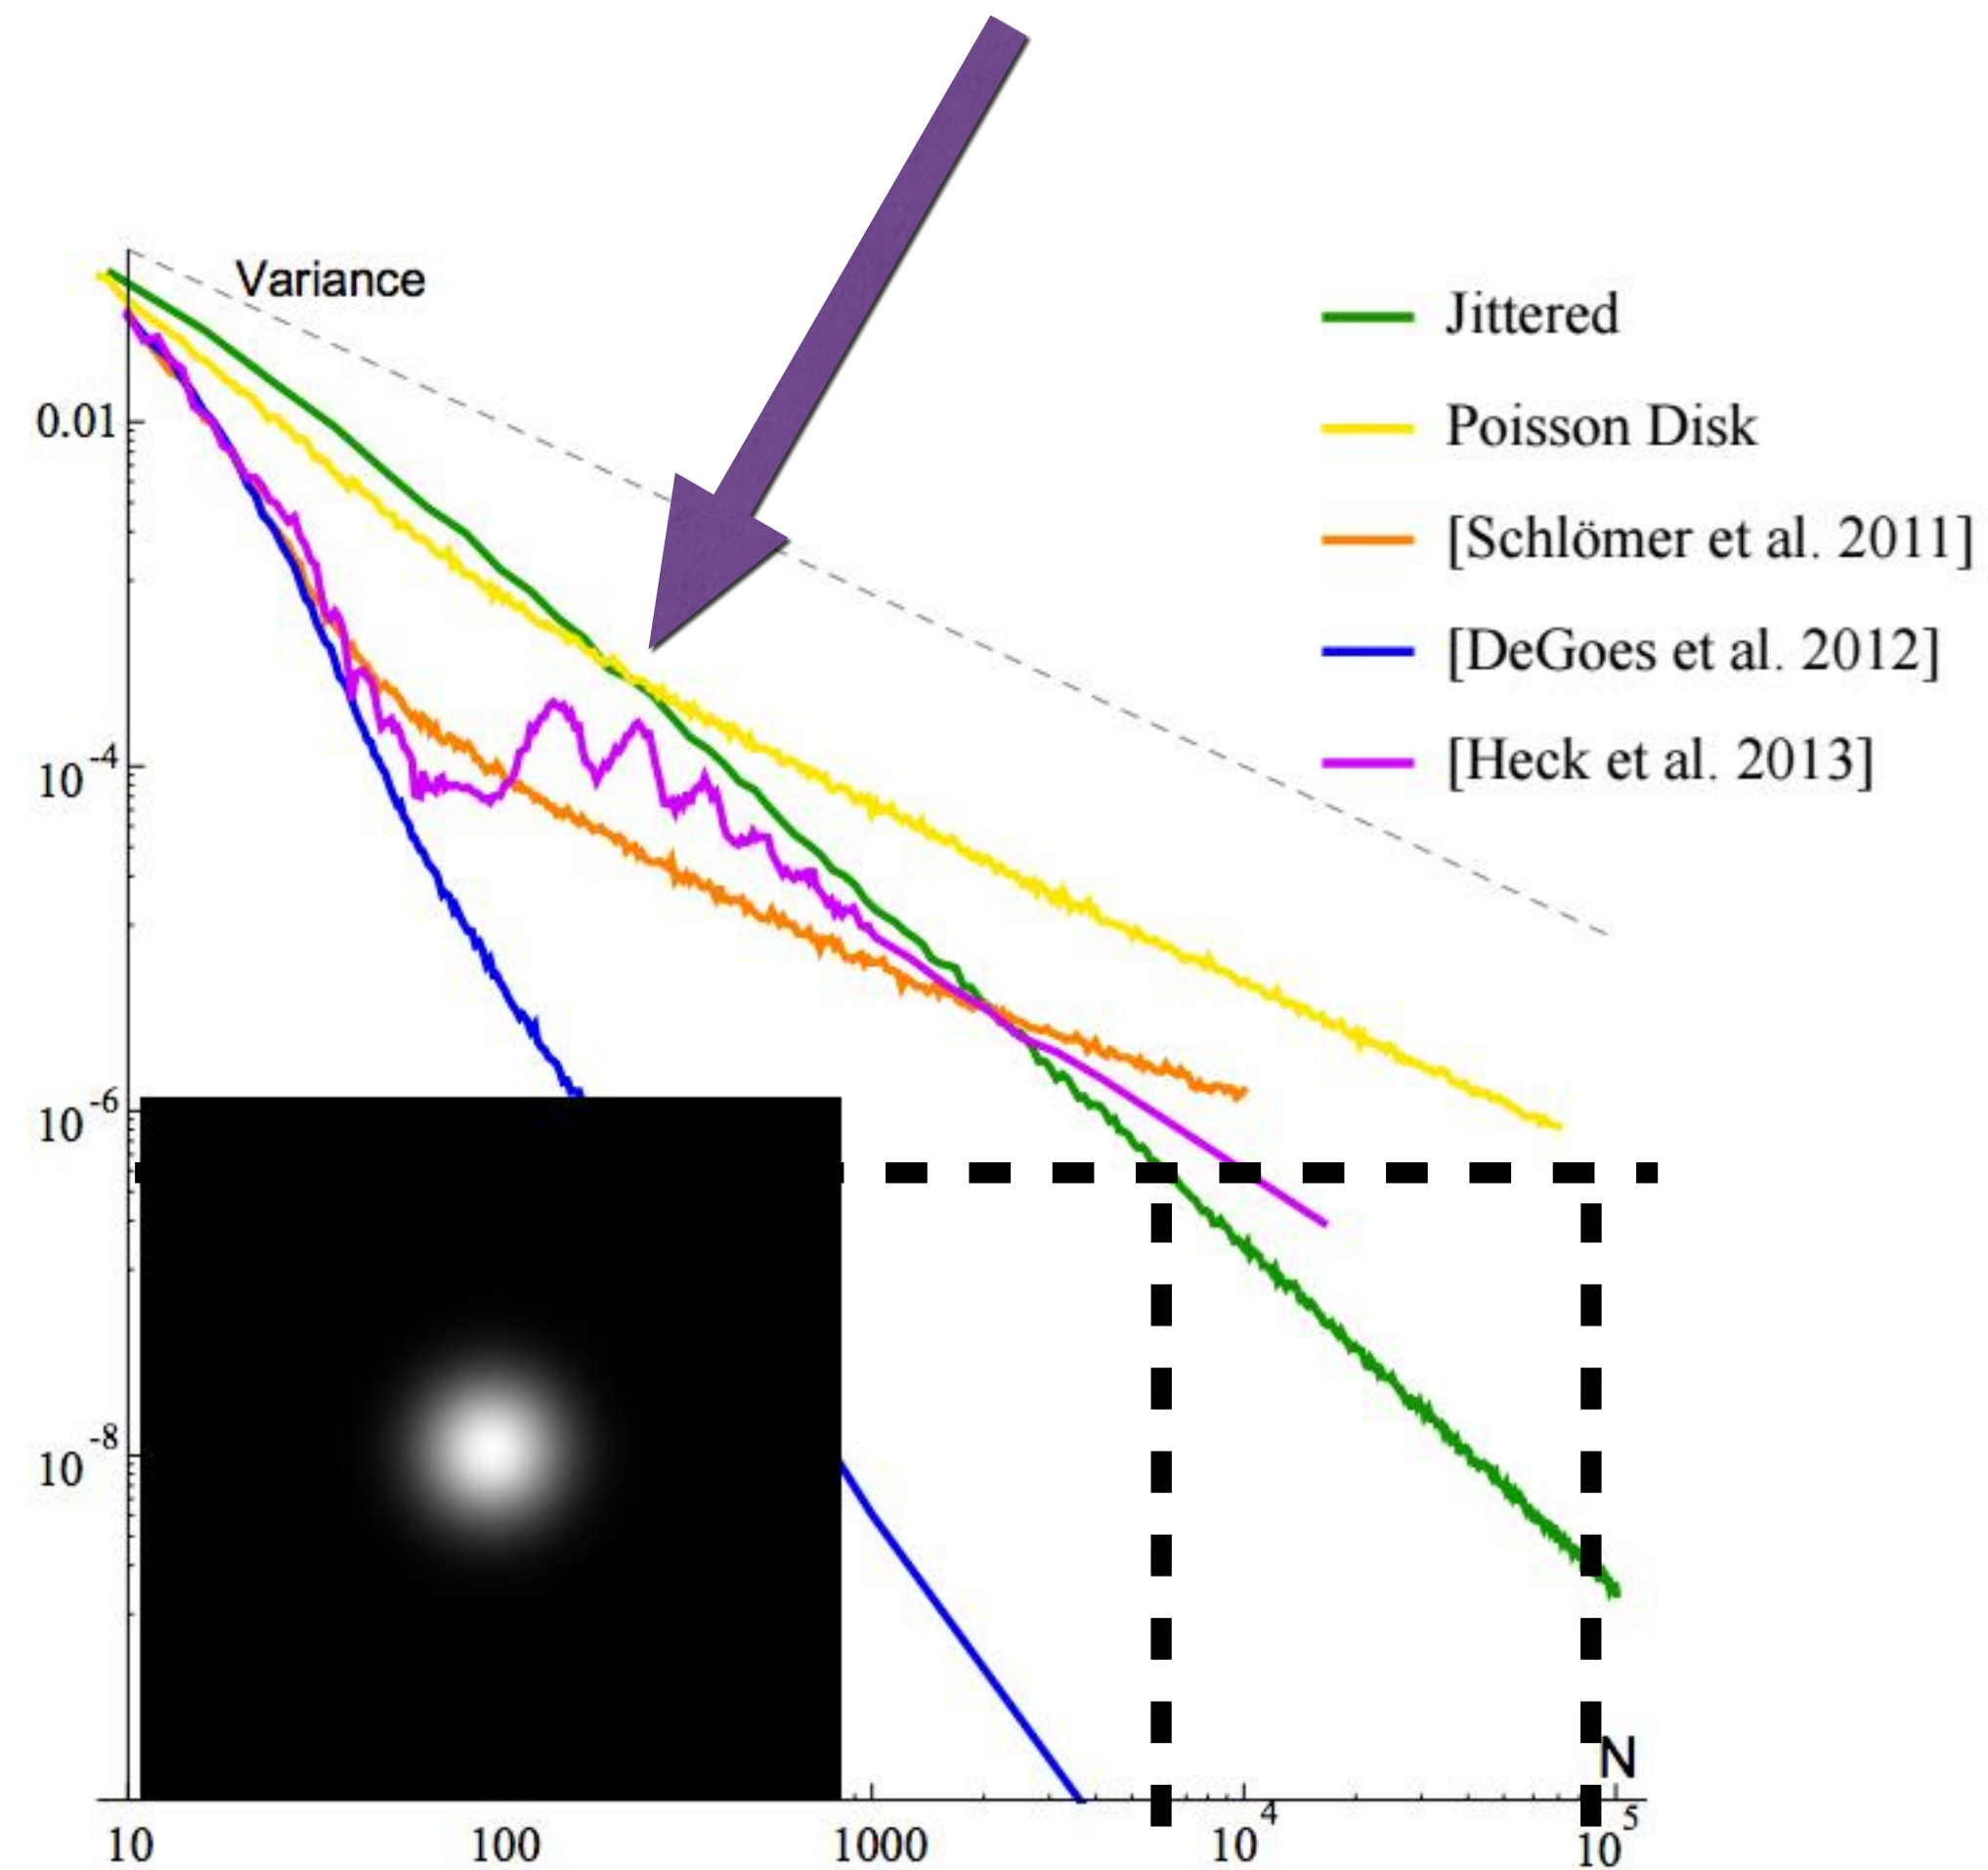 Variance
Jittered
Poisson Disk
[Schlömer et al. 2011]
[DeGoes et al. 2012]
[Heck et al. 2013]
0.01
10^-4
10^-6
10^-8
N
10 100 1000 10^4 10^5